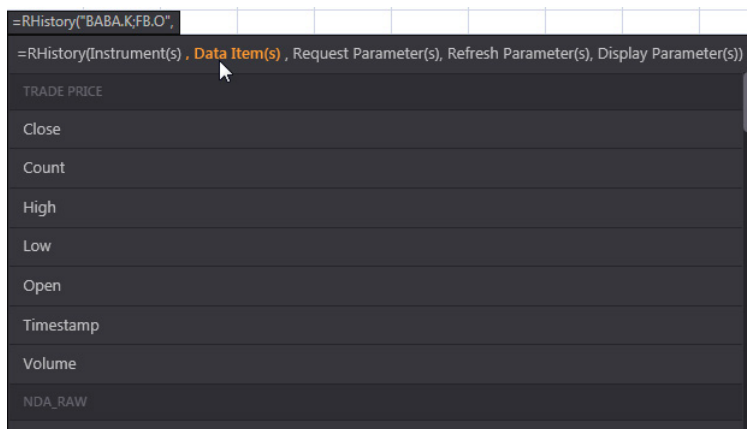 =RHistory("BABA.K;FB.O",
=RHistory(Instrument(s) , Data Item(s) , Request Parameter(s), Refresh Parameter(s), Display Parameter(s))
TRADE PRICE
Close
Count
High
Low
Open
Timestamp
Volume
NDA_RAW